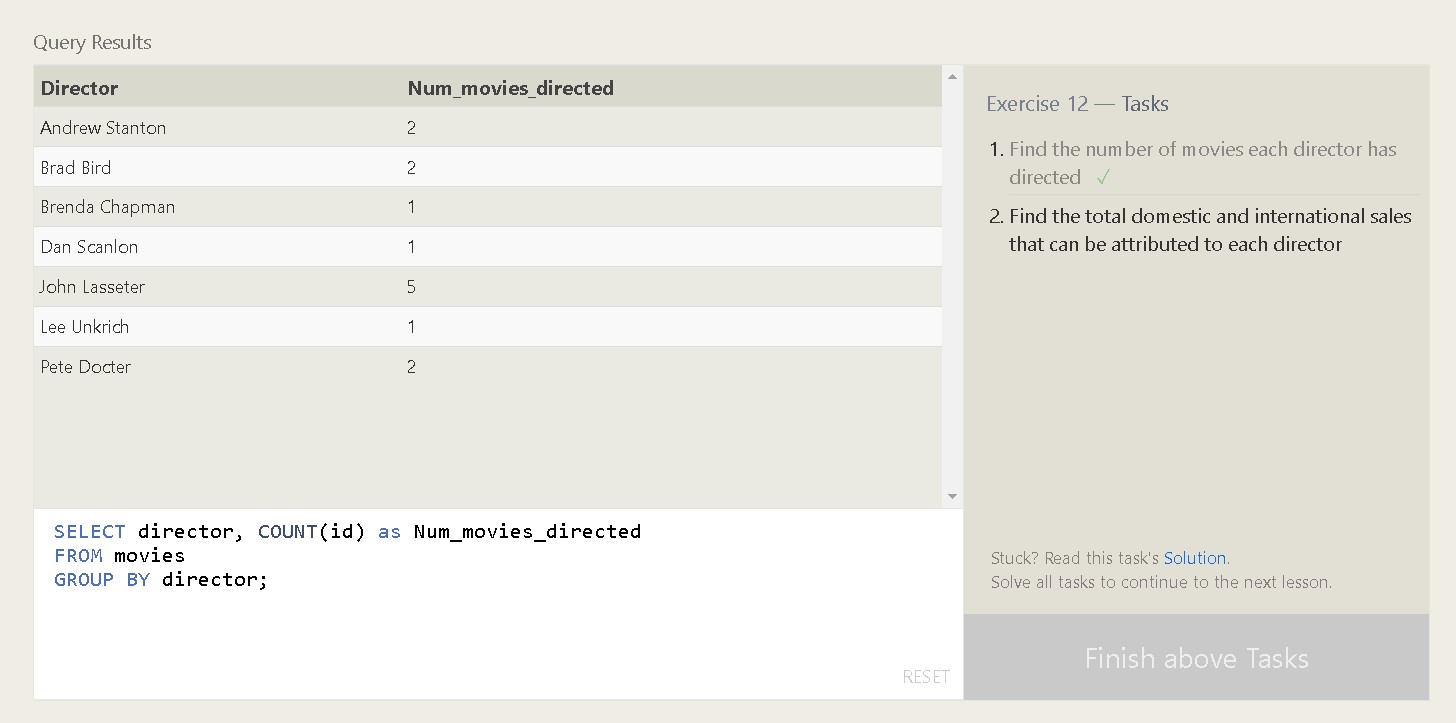 Query Results
Director Num_movies_directed
Andrew Stanton 2
Brad Bird 2
Brenda Chapman 1
Dan Scanlon 1
John Lasseter 5
Lee Unkrich 1
Pete Docter 2
SELECT director, COUNT(id) as Num_movies_directed
FROM movies
GROUP BY director;
RESET
Exercise 12 — Tasks
1. Find the number of movies each director has
directed ✓
2. Find the total domestic and international sales
that can be attributed to each director
Stuck? Read this task's Solution.
Solve all tasks to continue to the next lesson.
Finish above Tasks